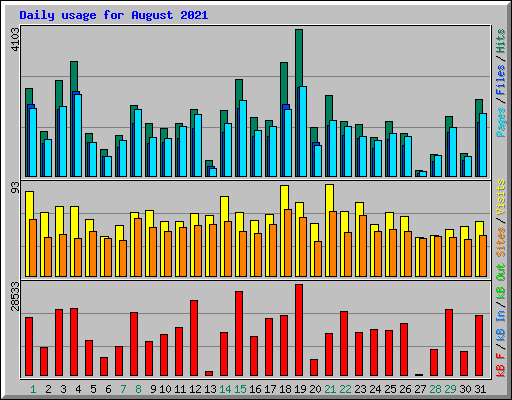 Daily usage for August 2021
4103
Pages / Files / Hits
93
Sites / Visits
28533
kB F / kB In / kB Out
1 2 3 4 5 6 7 8 9 10 11 12 13 14 15 16 17 18 19 20 21 22 23 24 25 26 27 28 29 30 31